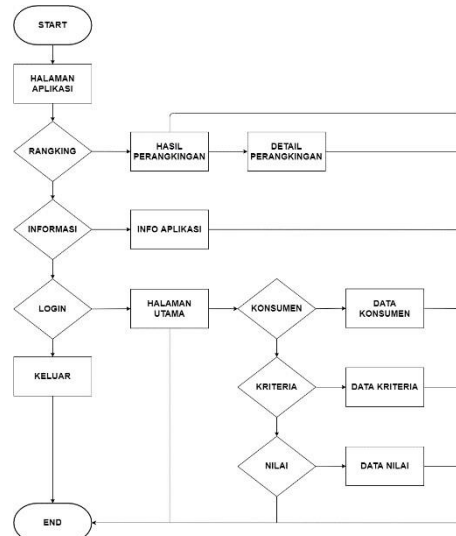 START
HALAMAN
APLIKASI
RANGKING
HASIL
PERANGKINGAN
DETAIL
PERANGKINGAN
INFORMASI
INFO APLIKASI
LOGIN
HALAMAN
UTAMA
KONSUMEN
DATA
KONSUMEN
KELUAR
KRITERIA
DATA KRITERIA
NILAI
DATA NILAI
END